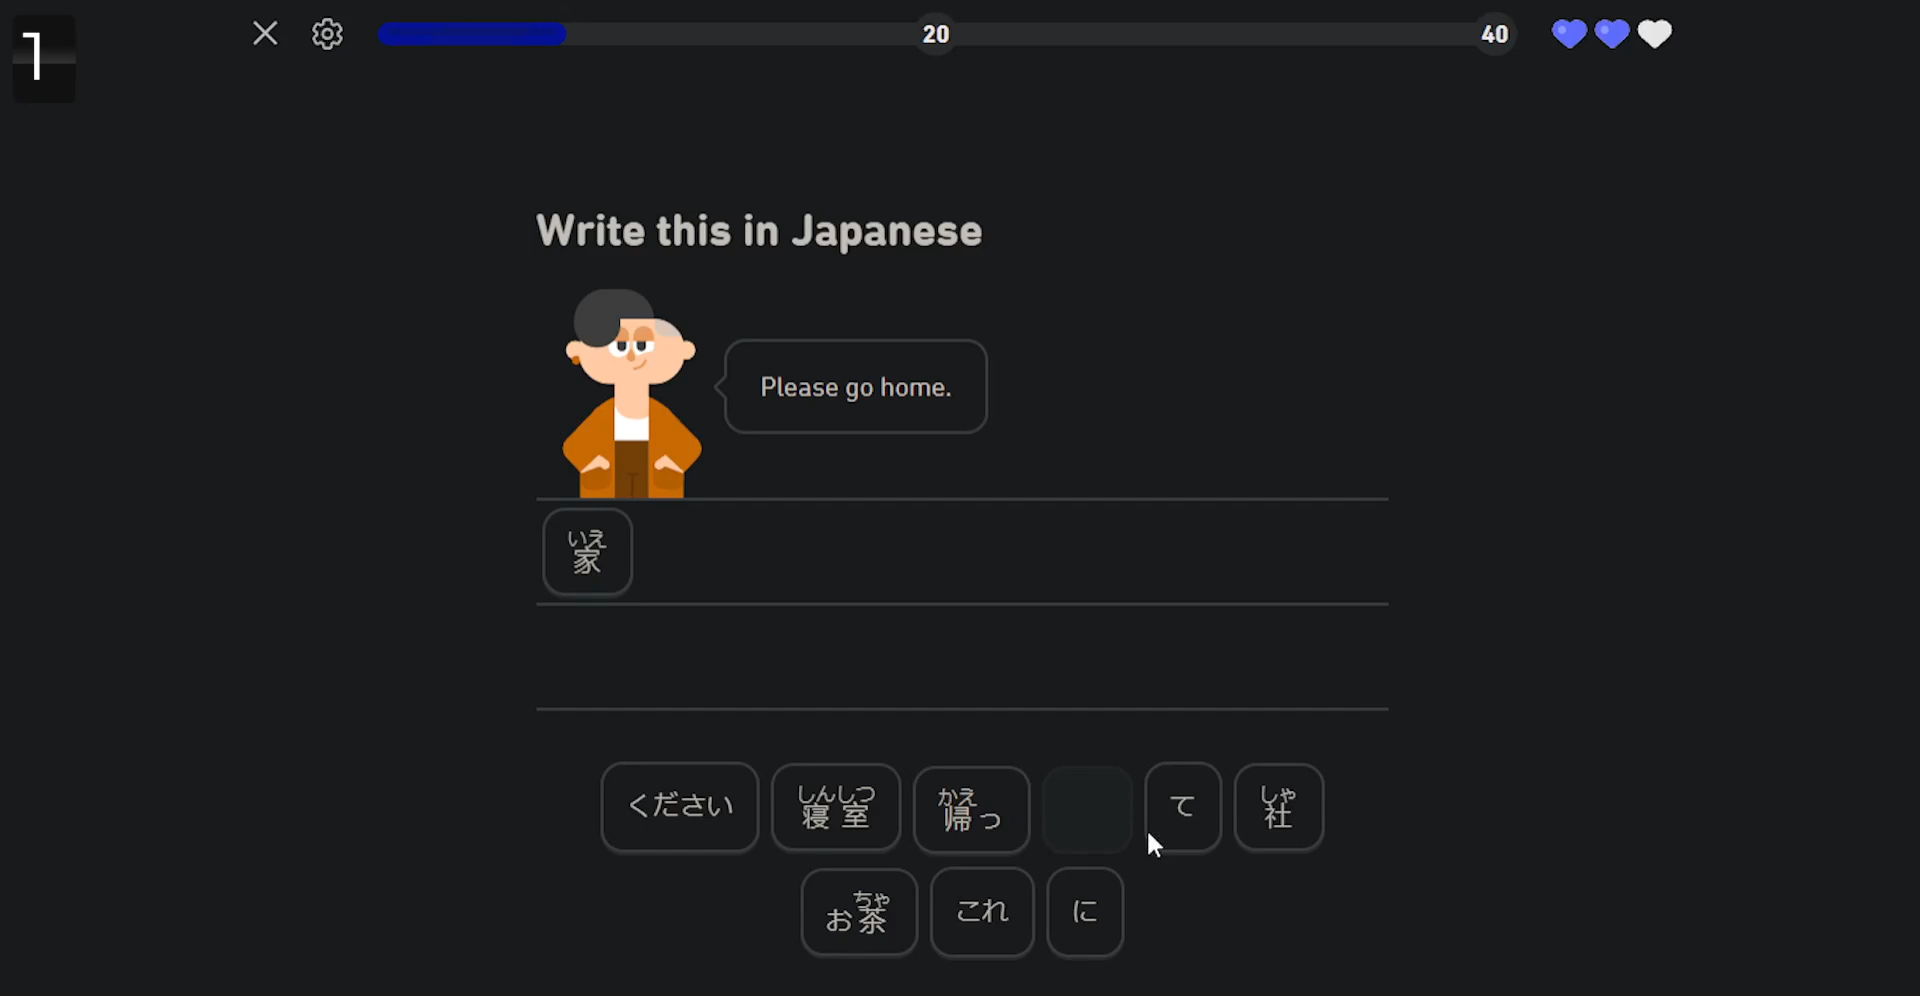 1
20
40
Write this in Japanese
Please go home.
いえ
家
ください
しんしつ
寝室
かえ
帰っ
て
しゃ
社
ちゃ
お茶
これ
に